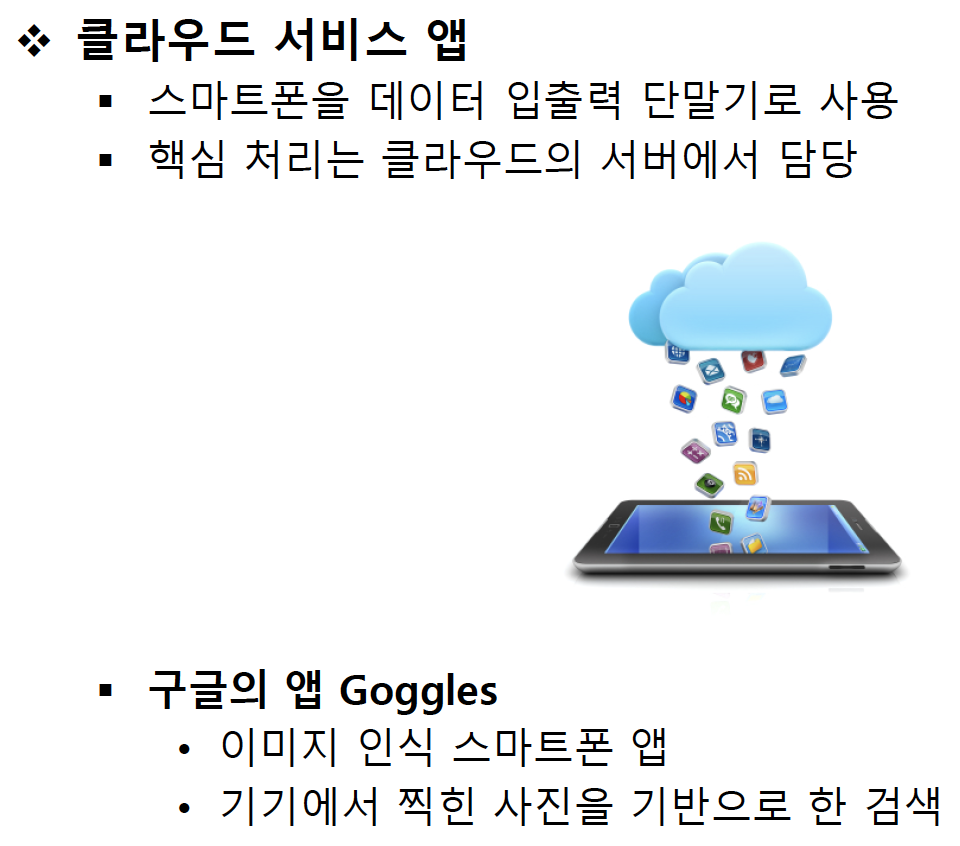 ❖ 클라우드 서비스 앱
▪ 스마트폰을 데이터 입출력 단말기로 사용
▪ 핵심 처리는 클라우드의 서버에서 담당
▪ 구글의 앱 Goggles
• 이미지 인식 스마트폰 앱
• 기기에서 찍힌 사진을 기반으로 한 검색